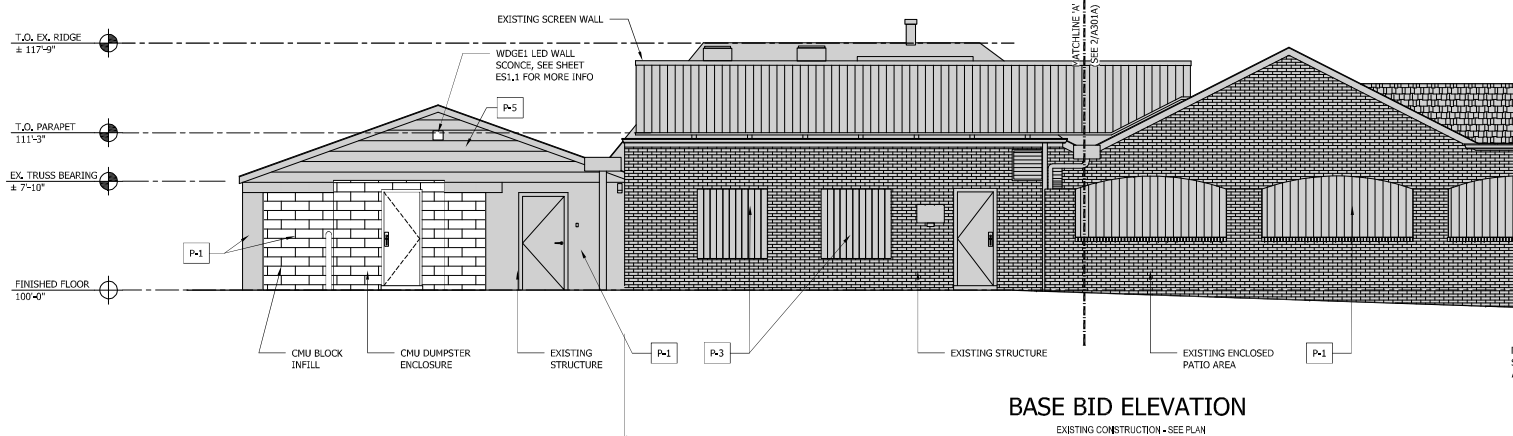 T.O. EX. RIDGE
± 117'-9"
T.O. PARAPET
111'-3"
EX. TRUSS BEARING
± 7'-10"
FINISHED FLOOR
100'-0"
EXISTING SCREEN WALL
WDGE1 LED WALL
SCONCE, SEE SHEET
ES1.1 FOR MORE INFO
P-5
MATCHLINE 'A'
(SEE 2/A301A)
P-1
CMU BLOCK
INFILL
CMU DUMPSTER
ENCLOSURE
EXISTING
STRUCTURE
P-1
P-3
EXISTING STRUCTURE
EXISTING ENCLOSED
PATIO AREA
P-1
BASE BID ELEVATION
EXISTING CONSTRUCTION - SEE PLAN